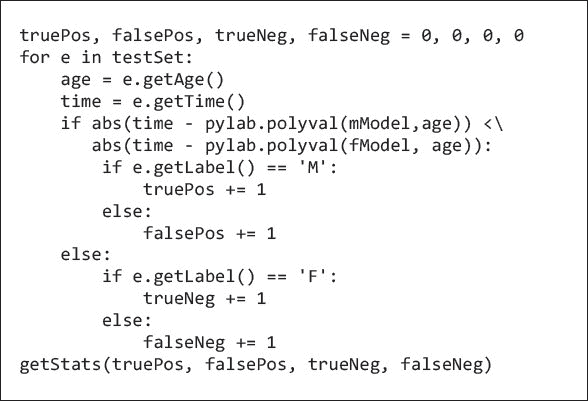 truePos, falsePos, trueNeg, falseNeg = 0, 0, 0, 0
for e in testSet:
    age = e.getAge()
    time = e.getTime()
    if abs(time - pylab.polyval(mModel,age)) <\
       abs(time - pylab.polyval(fModel, age)):
        if e.getLabel() == 'M':
            truePos += 1
        else:
            falsePos += 1
    else:
        if e.getLabel() == 'F':
            trueNeg += 1
        else:
            falseNeg += 1
getStats(truePos, falsePos, trueNeg, falseNeg)